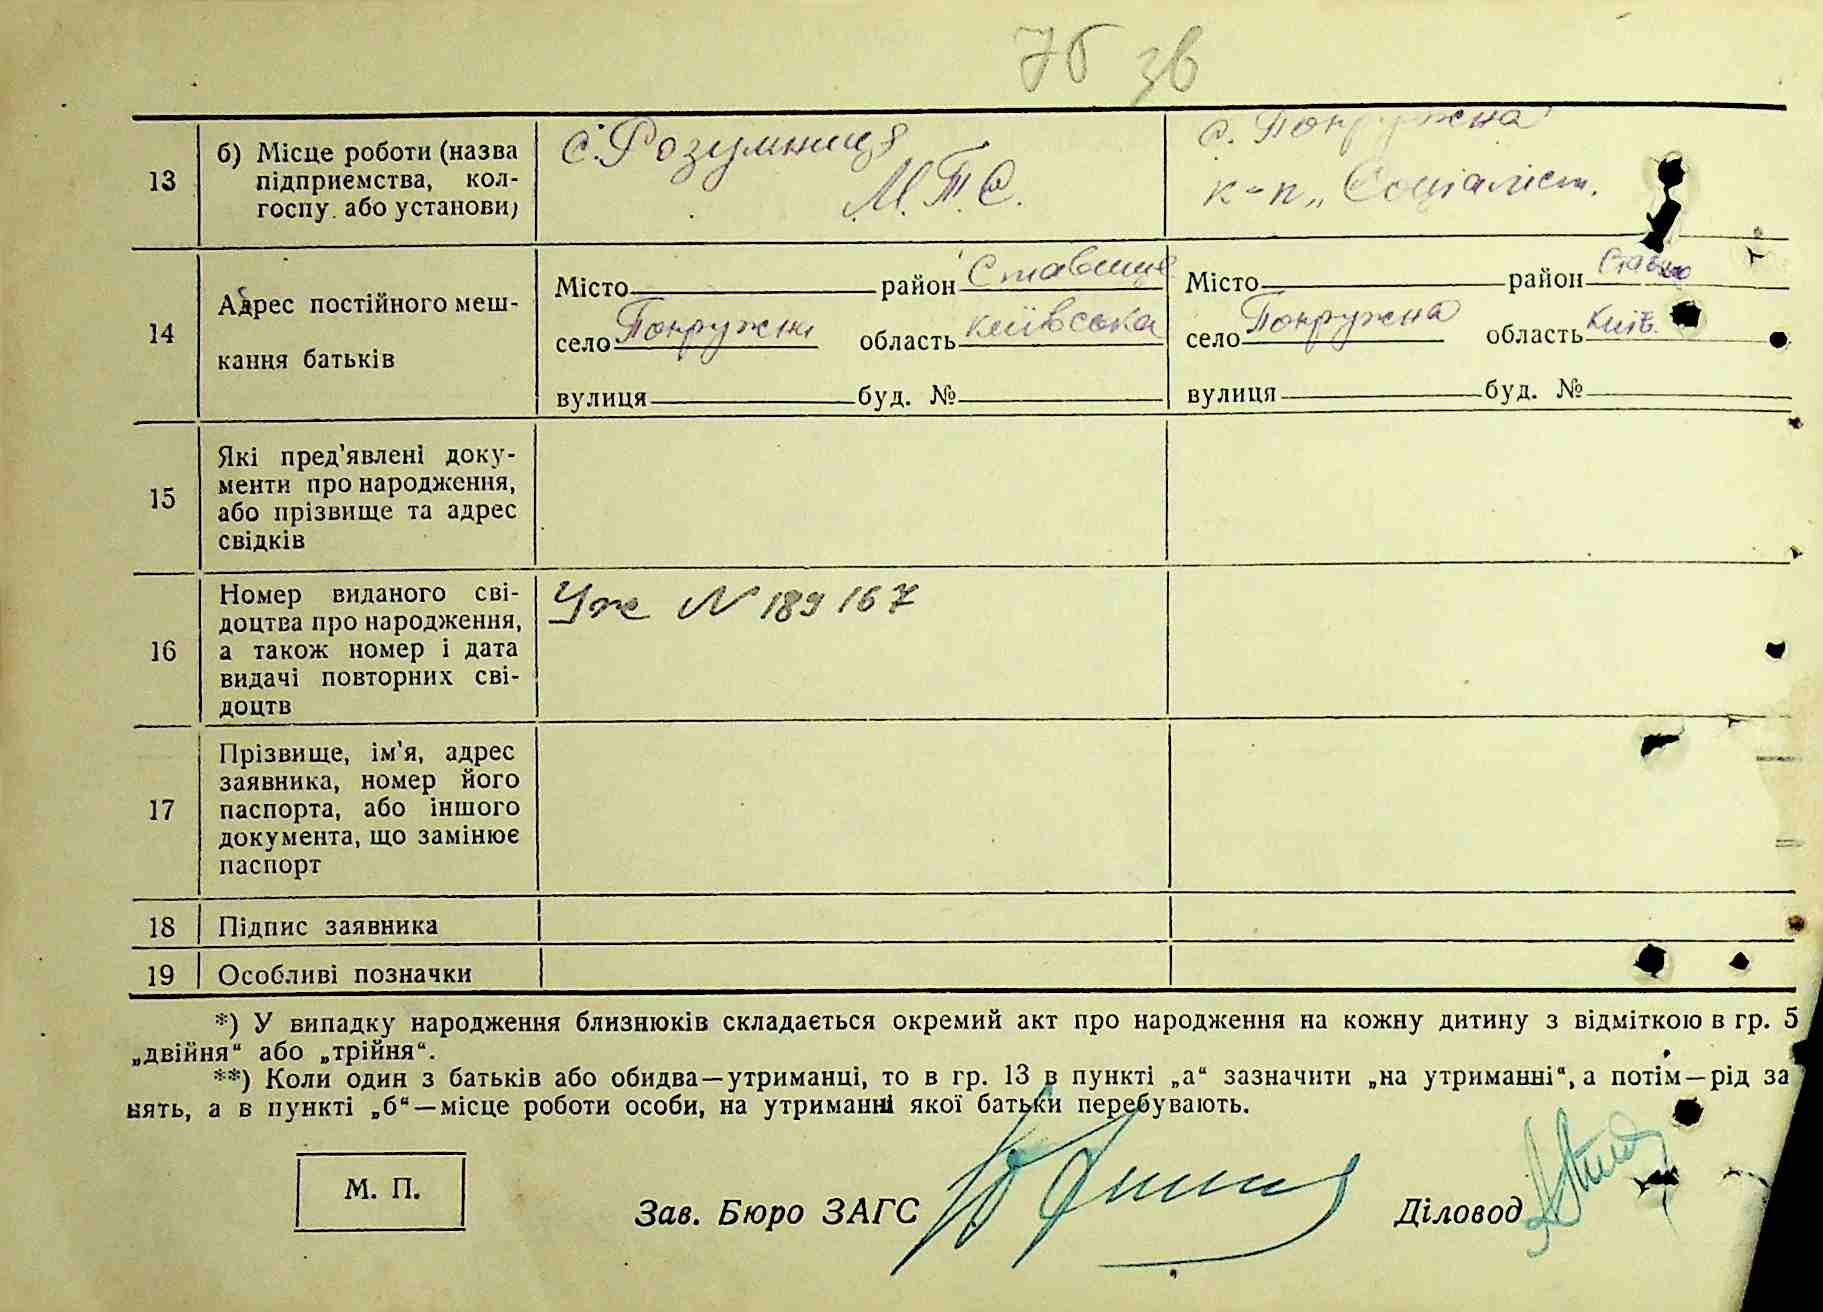 76 зв
13
б) Місце роботи (назва
підприємства, кол-
госпу. або установи)
с. Розумниця
М.Т.С.
с. Покружна
к-п „Соціаліст.
14
Адрес постійного меш-
кання батьків
Місто район Ставище
село Покружна область київська
вулиця буд. №
Місто район
село Покружна область Київ.
вулиця буд. №
15
Які пред'явлені доку-
менти про народження,
або прізвище та адрес
свідків
16
Номер виданого сві-
доцтва про народження,
а також номер і дата
видачі повторних сві-
доцтв
N 189167
17
Прізвище, ім'я, адрес
заявника, номер його
паспорта, або іншого
документа, що замінює
паспорт
18 Підпис заявника
19 Особливі позначки
*) У випадку народження близнюків складається окремий акт про народження на кожну дитину з відміткою в гр. 5
„двійня“ або „трійня“.
**) Коли один з батьків або обидва—утриманці, то в гр. 13 в пункті „а“ зазначити „на утриманні“, а потім—рід за
нять, а в пункті „б“—місце роботи особи, на утриманні якої батьки перебувають.
М. П.
Зав. Бюро ЗАГС
Діловод